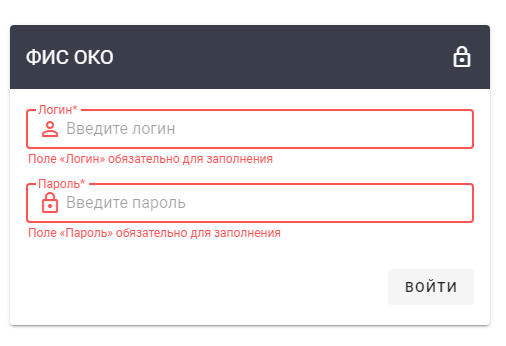 ФИС ОКО
Логин*
Введите логин
Поле «Логин» обязательно для заполнения
Пароль*
Введите пароль
Поле «Пароль» обязательно для заполнения
ВОЙТИ